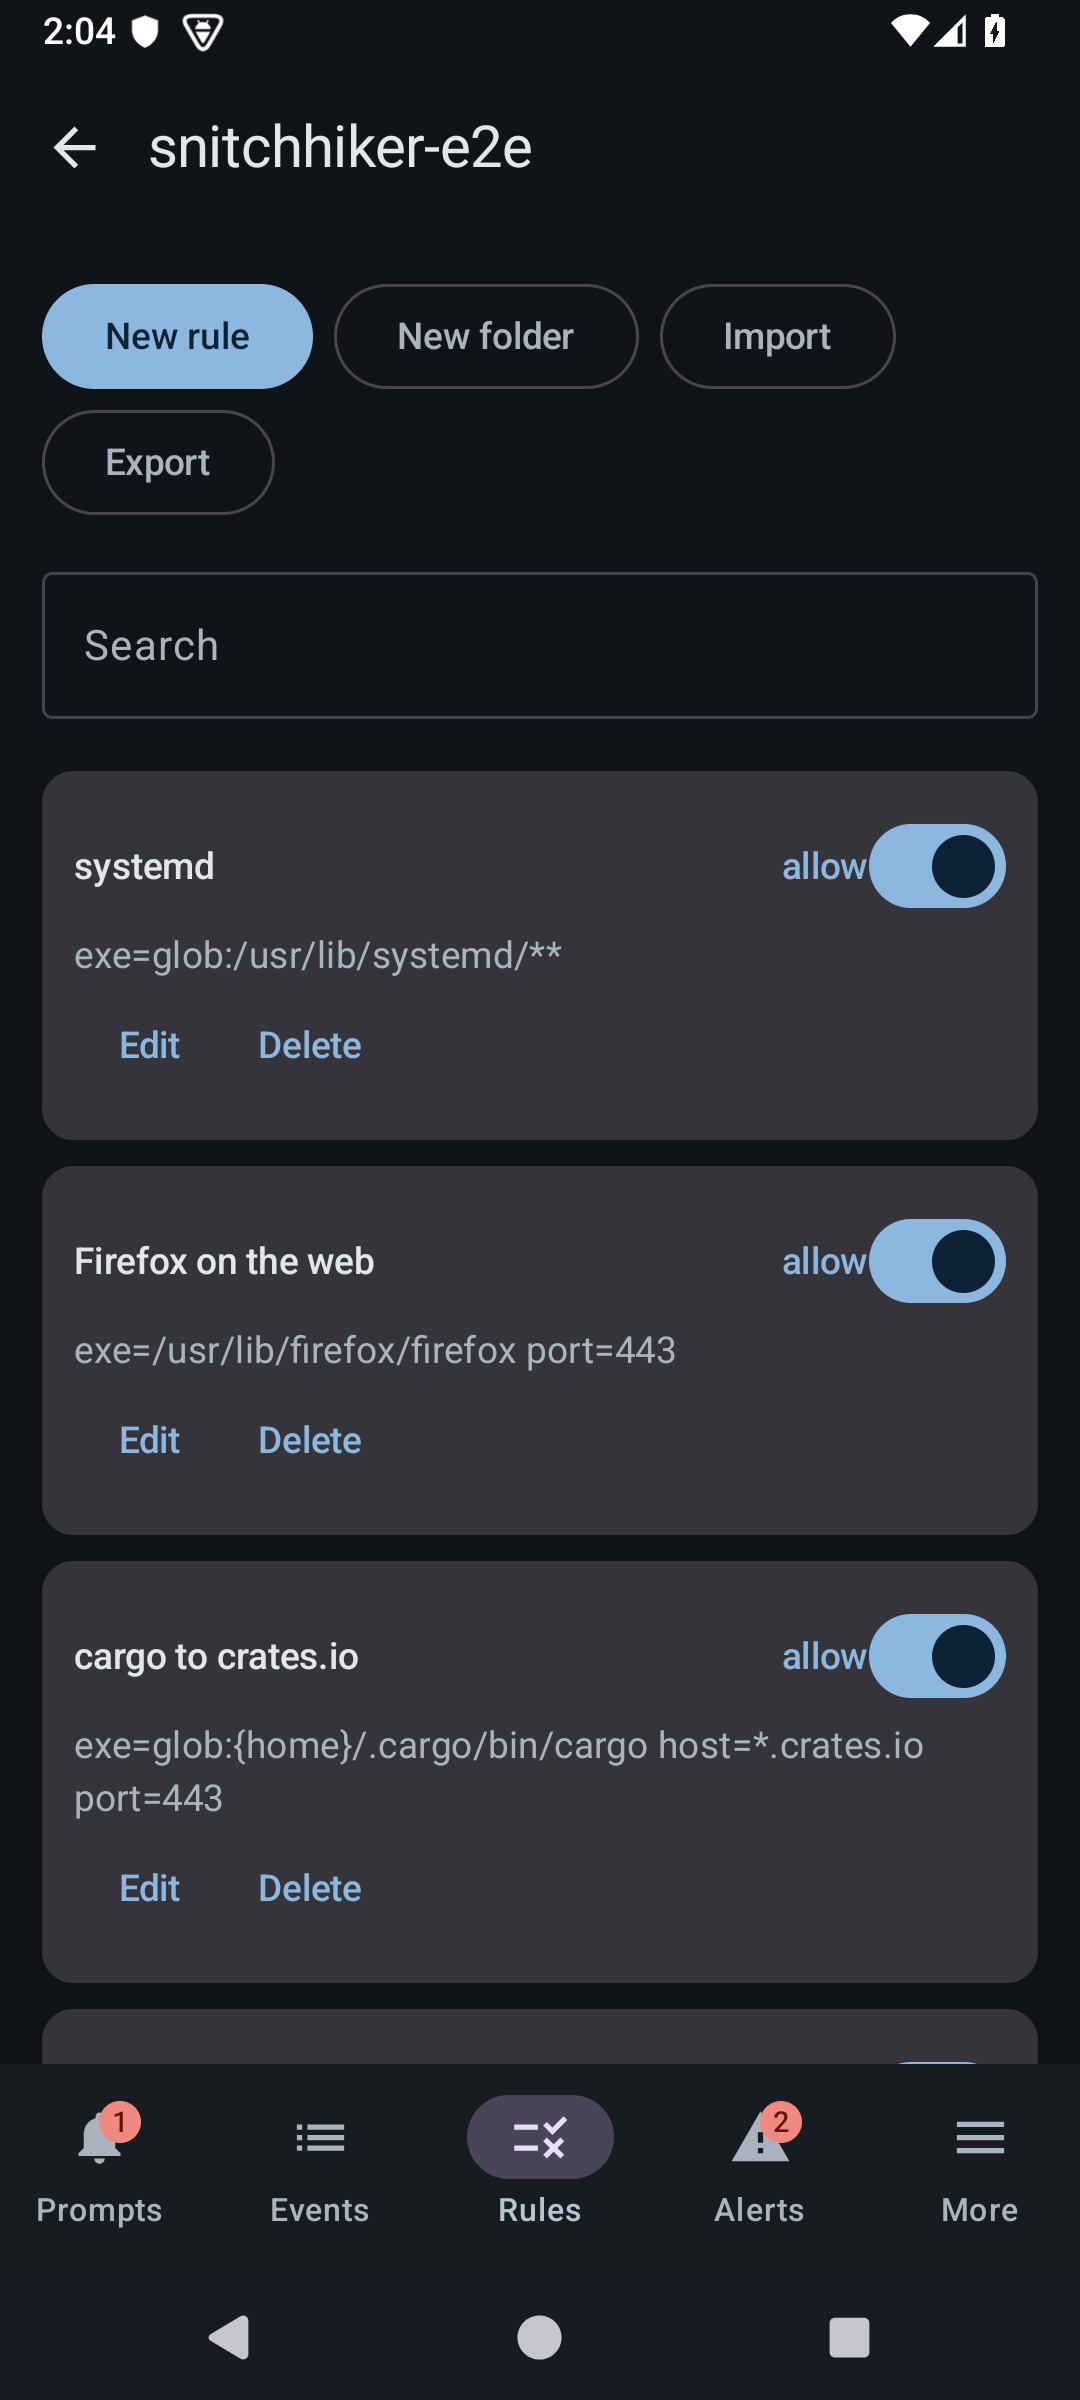 2:04
snitchhiker-e2e
New rule
New folder
Import
Export
Search
systemd
allow
exe=glob:/usr/lib/systemd/**
Edit
Delete
Firefox on the web
allow
exe=/usr/lib/firefox/firefox port=443
Edit
Delete
cargo to crates.io
allow
exe=glob:{home}/.cargo/bin/cargo host=*.crates.io
port=443
Edit
Delete
1
2
Prompts
Events
Rules
Alerts
More